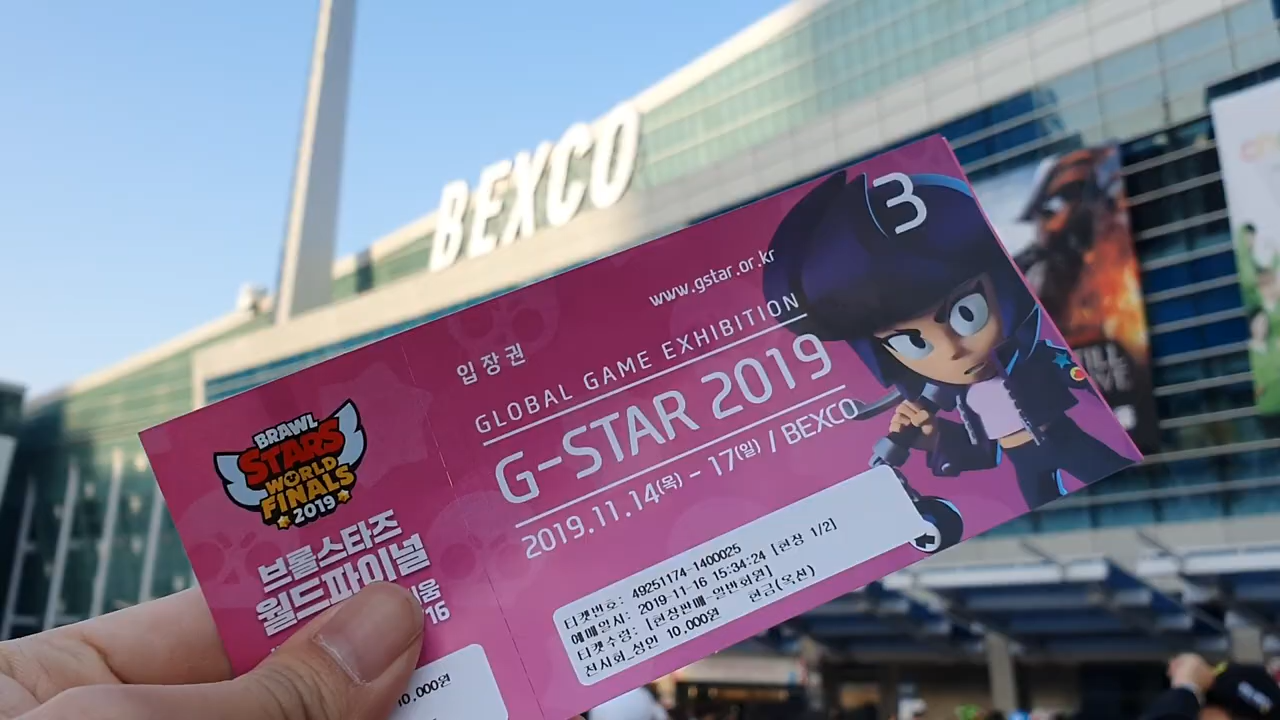 BEXCO
3
www.gstar.or.kr
입장권
GLOBAL GAME EXHIBITION
G-STAR 2019
2019.11.14(목) - 17(일) / BEXCO
BRAWL
STARS
WORLD
FINALS
2019
브롤스타즈
월드파이널
움
16
티켓번호: 49251174-1400025
예매일시: 2019-11-16 15:34:24 [현장 1/2]
티켓수령: [현장판매-일반회원]
전시회_성인 10,000원 현금(옥션)
10,000원